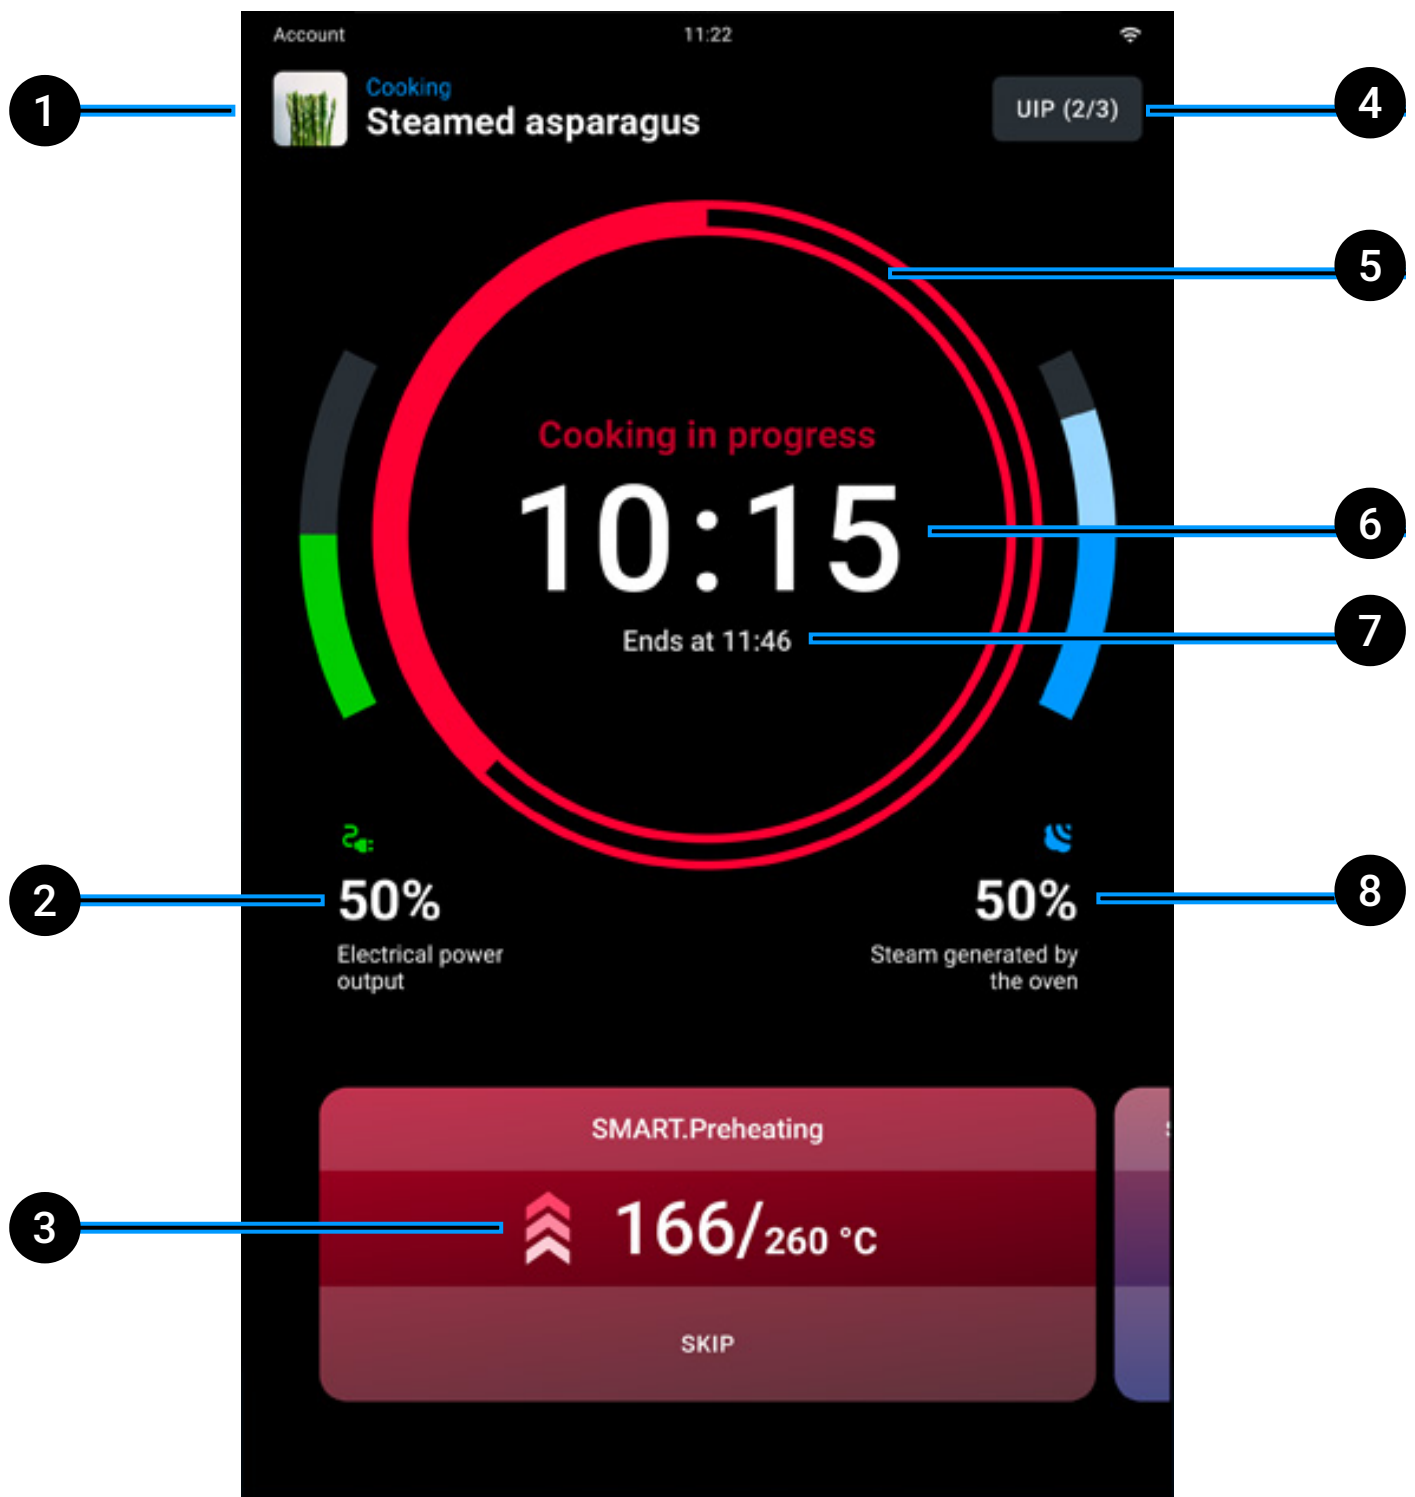 Account
11:22
1
Cooking
Steamed asparagus
UIP (2/3)
4
5
Cooking in progress
10:15
6
Ends at 11:46
7
2
50%
Electrical power
output
50%
8
Steam generated by
the oven
SMART.Preheating
3
166/260 °C
SKIP